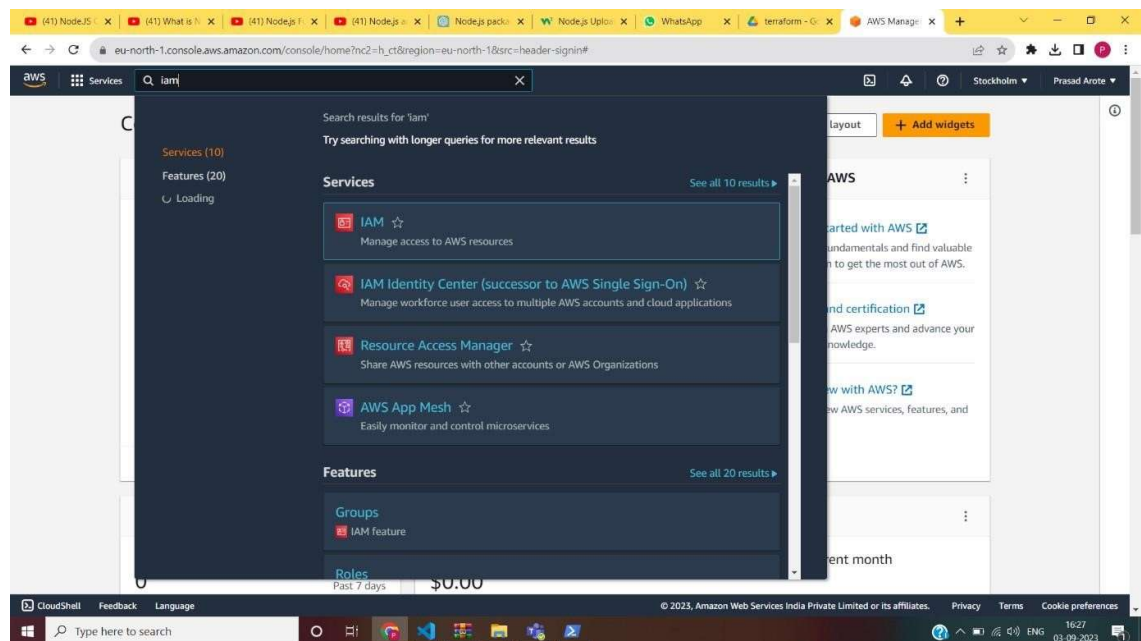 (41) NodeJS
(41) What is N
(41) Node.js F
(41) Node.js a
Node.js packa
Node.js Uploa
WhatsApp
terraform - G
AWS Manage
eu-north-1.console.aws.amazon.com/console/home?nc2=h_ct&region=eu-north-1&src=header-signin#
aws Services iam Stockholm Prasad Arote
Search results for 'iam'
Try searching with longer queries for more relevant results
Services (10)
Features (20)
Loading
Services See all 10 results
IAM
Manage access to AWS resources
IAM Identity Center (successor to AWS Single Sign-On)
Manage workforce user access to multiple AWS accounts and cloud applications
Resource Access Manager
Share AWS resources with other accounts or AWS Organizations
AWS App Mesh
Easily monitor and control microservices
Features See all 20 results
Groups
IAM feature
Roles
Past 7 days
$0.00
layout + Add widgets
AWS
arted with AWS
undamentals and find valuable
n to get the most out of AWS.
nd certification
AWS experts and advance your
nowledge.
ew with AWS?
ew AWS services, features, and
rent month
CloudShell Feedback Language © 2023, Amazon Web Services India Private Limited or its affiliates. Privacy Terms Cookie preferences
Type here to search
ENG
16:27
03-09-2023